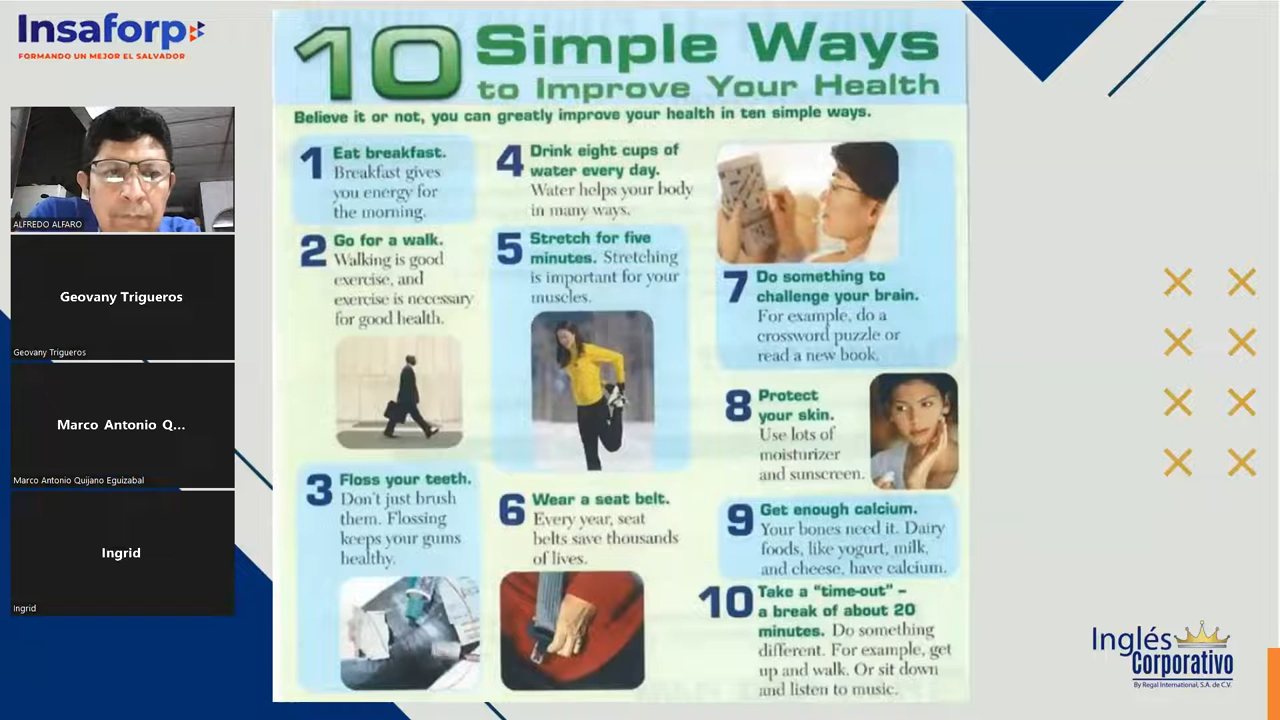 Insaforp
FORMANDO UN MEJOR EL SALVADOR
ALFREDO ALFARO
Geovany Trigueros
Geovany Trigueros
Marco Antonio Q...
Marco Antonio Quijano Eguizabal
Ingrid
Ingrid
10 Simple Ways
to Improve Your Health
Believe it or not, you can greatly improve your health in ten simple ways.
1 Eat breakfast.
Breakfast gives
you energy for
the morning.
2 Go for a walk.
Walking is good
exercise, and
exercise is necessary
for good health.
3 Floss your teeth.
Don't just brush
them. Flossing
keeps your gums
healthy.
4 Drink eight cups of
water every day.
Water helps your body
in many ways.
5 Stretch for five
minutes. Stretching
is important for your
muscles.
6 Wear a seat belt.
Every year, seat
belts save thousands
of lives.
7 Do something to
challenge your brain.
For example, do a
crossword puzzle or
read a new book.
8 Protect
your skin.
Use lots of
moisturizer
and sunscreen.
9 Get enough calcium.
Your bones need it. Dairy
foods, like yogurt, milk,
and cheese, have calcium.
10 Take a "time-out" –
a break of about 20
minutes. Do something
different. For example, get
up and walk. Or sit down
and listen to music.
Inglés
Corporativo
By Regal International, S.A. de C.V.